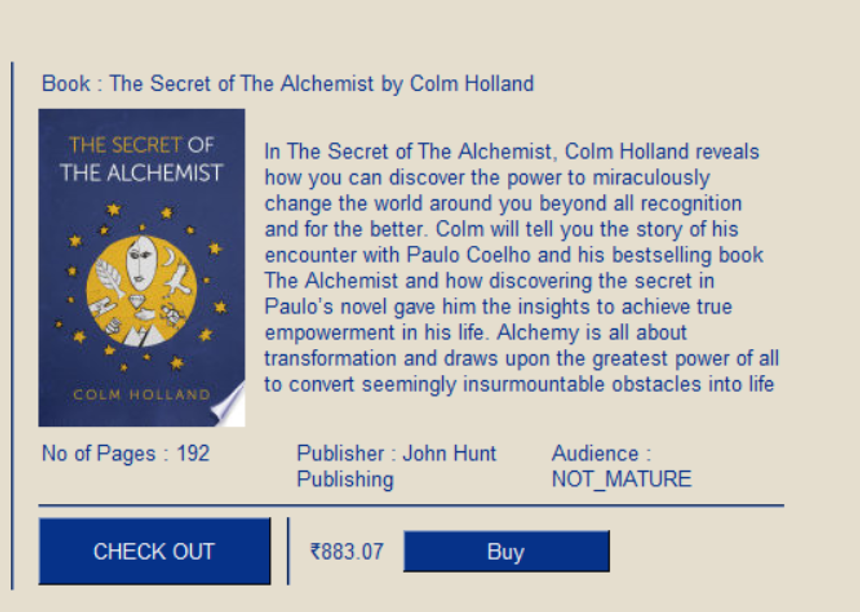 Book : The Secret of The Alchemist by Colm Holland
THE SECRET OF
THE ALCHEMIST
COLM HOLLAND
In The Secret of The Alchemist, Colm Holland reveals
how you can discover the power to miraculously
change the world around you beyond all recognition
and for the better. Colm will tell you the story of his
encounter with Paulo Coelho and his bestselling book
The Alchemist and how discovering the secret in
Paulo's novel gave him the insights to achieve true
empowerment in his life. Alchemy is all about
transformation and draws upon the greatest power of all
to convert seemingly insurmountable obstacles into life
No of Pages : 192
Publisher : John Hunt
Publishing
Audience :
NOT_MATURE
CHECK OUT
₹883.07
Buy